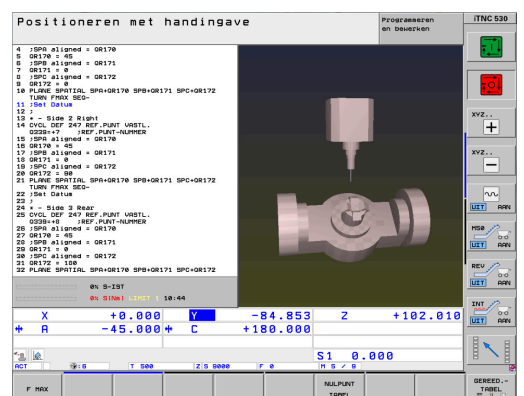 Positioneren met handingave
Programmeren
en bewerken
iTNC 530
4 ;SPA aligned = QR170
5 QR170 = 45
6 ;SPB aligned = QR171
7 QR171 = 0
8 ;SPC aligned = QR172
9 QR172 = 0
10 PLANE SPATIAL SPA+QR170 SPB+QR171 SPC+QR172
TURN FMAX SEQ-
11 ;Set Datum
12 ;
13 * - Side 2 Right
14 CYCL DEF 247 REF.PUNT VASTL.
Q339=+7 ;REF.PUNT-NUMMER
15 ;SPA aligned = QR170
16 QR170 = 45
17 ;SPB aligned = QR171
18 QR171 = 0
19 ;SPC aligned = QR172
20 QR172 = 90
21 PLANE SPATIAL SPA+QR170 SPB+QR171 SPC+QR172
TURN FMAX SEQ-
22 ;Set Datum
23 ;
24 * - Side 3 Rear
25 CYCL DEF 247 REF.PUNT VASTL.
Q339=+8 ;REF.PUNT-NUMMER
26 ;SPA aligned = QR170
27 QR170 = 45
28 ;SPB aligned = QR171
29 QR171 = 0
30 ;SPC aligned = QR172
31 QR172 = 180
32 PLANE SPATIAL SPA+QR170 SPB+QR171 SPC+QR172
0% S-IST
0% S[Nm] LIMIT 1 10:44
X +0.000 Y -84.853 Z +102.010
A -45.000 C +180.000
S1 0.000
ACT :6 T 500 Z S 8000 F 0 M 5 / 9
F MAX
NULPUNT
TABEL
GEREED.-
TABEL
XYZ..
XYZ..
UIT AAN
MS0
UIT AAN
REV
UIT AAN
INT
UIT AAN